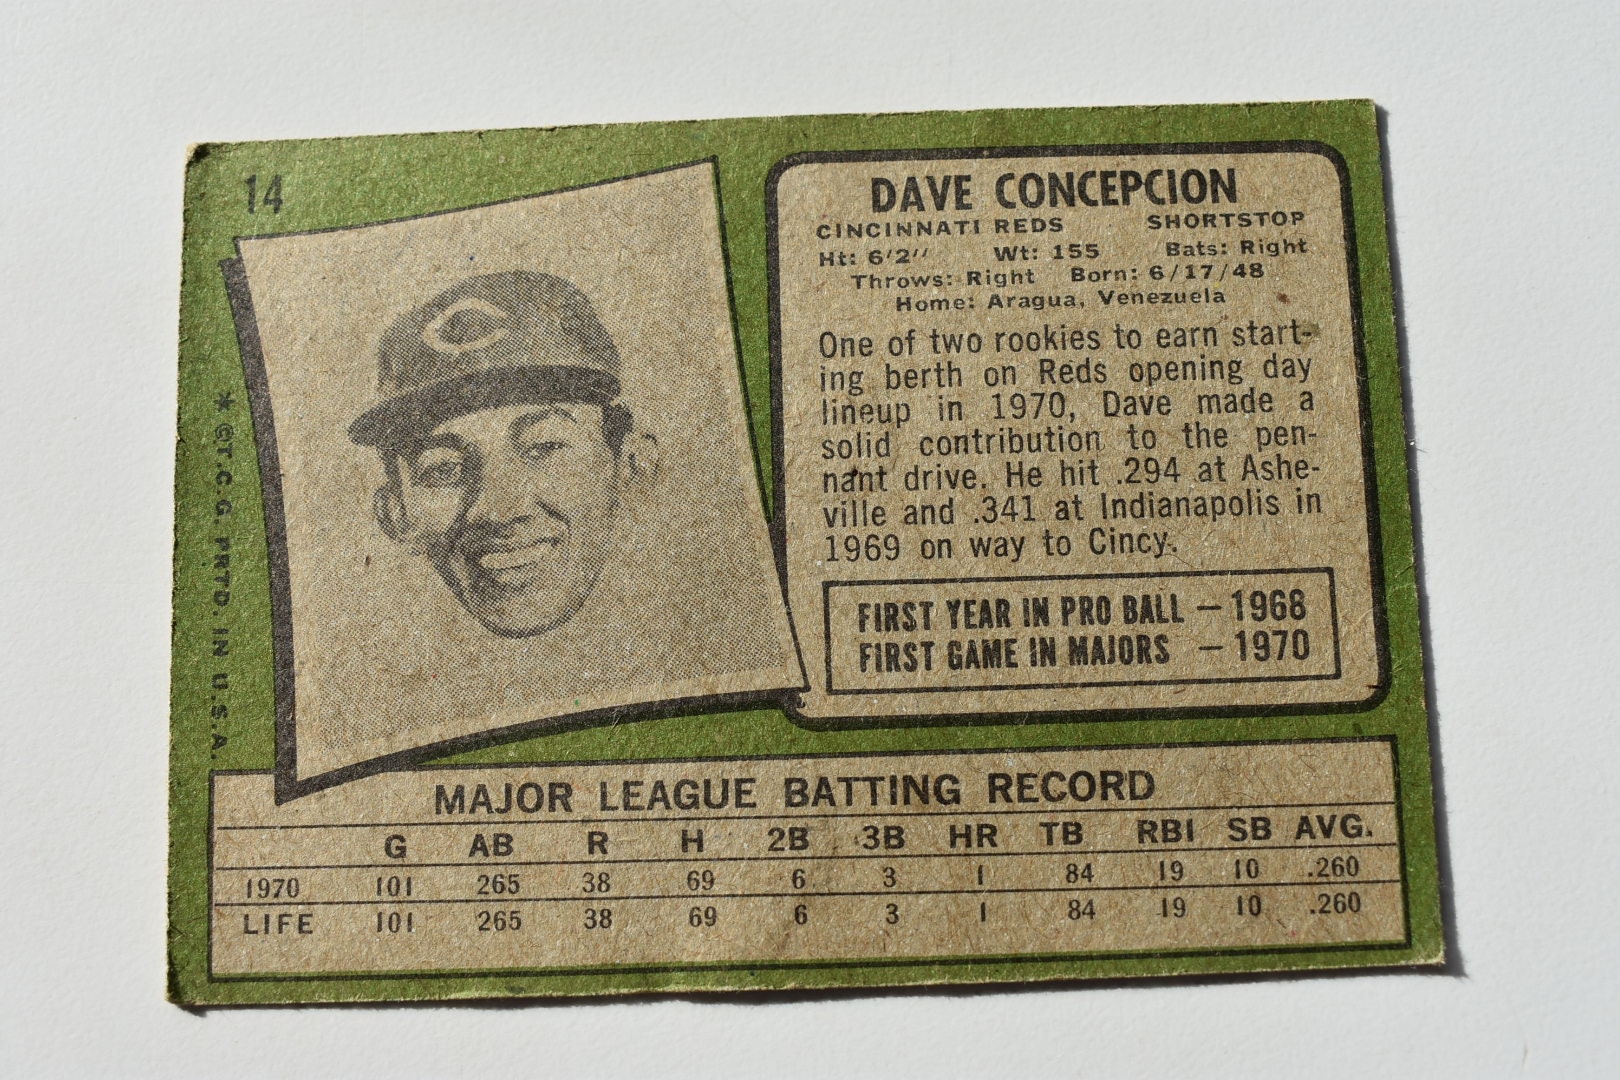 14
* ©T.C.G. PRTD. IN U.S.A.
DAVE CONCEPCION
CINCINNATI REDS SHORTSTOP
Ht: 6'2" Wt: 155 Bats: Right
Throws: Right Born: 6/17/48
Home: Aragua, Venezuela
One of two rookies to earn start-
ing berth on Reds opening day
lineup in 1970, Dave made a
solid contribution to the pen-
nant drive. He hit .294 at Ashe-
ville and .341 at Indianapolis in
1969 on way to Cincy.
FIRST YEAR IN PRO BALL — 1968
FIRST GAME IN MAJORS — 1970
MAJOR LEAGUE BATTING RECORD
G AB R H 2B 3B HR TB RBI SB AVG.
1970 101 265 38 69 6 3 1 84 19 10 .260
LIFE 101 265 38 69 6 3 1 84 19 10 .260